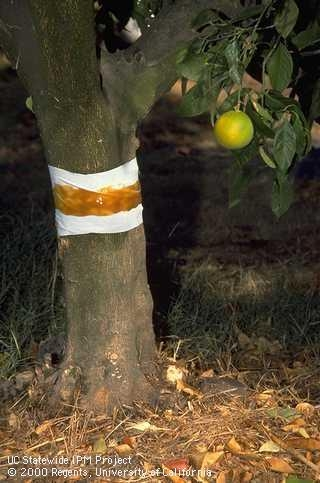 UC Statewide IPM Project
© 2000 Regents, University of California